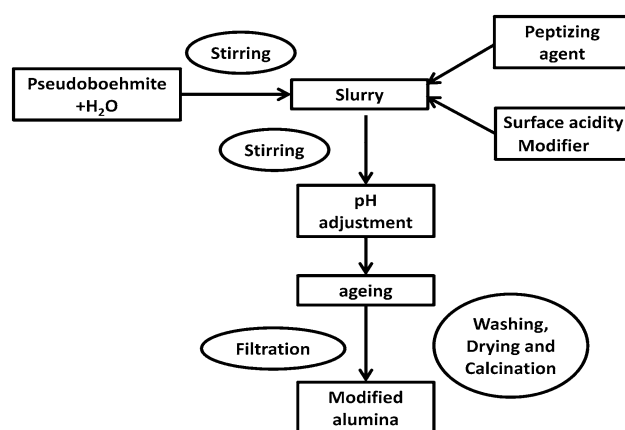 Stirring
Peptizing
agent
Pseudoboehmite
+H₂O
Slurry
Surface acidity
Modifier
Stirring
pH
adjustment
ageing
Washing,
Drying and
Calcination
Filtration
Modified
alumina